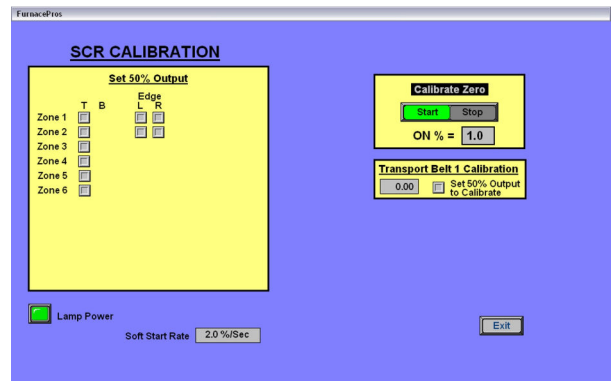 FurnacePros
SCR CALIBRATION
Set 50% Output
Edge
T B L R
Zone 1
Zone 2
Zone 3
Zone 4
Zone 5
Zone 6
Lamp Power
Soft Start Rate 2.0 %/Sec
Calibrate Zero
Start Stop
ON % = 1.0
Transport Belt 1 Calibration
0.00 Set 50% Output
to Calibrate
Exit